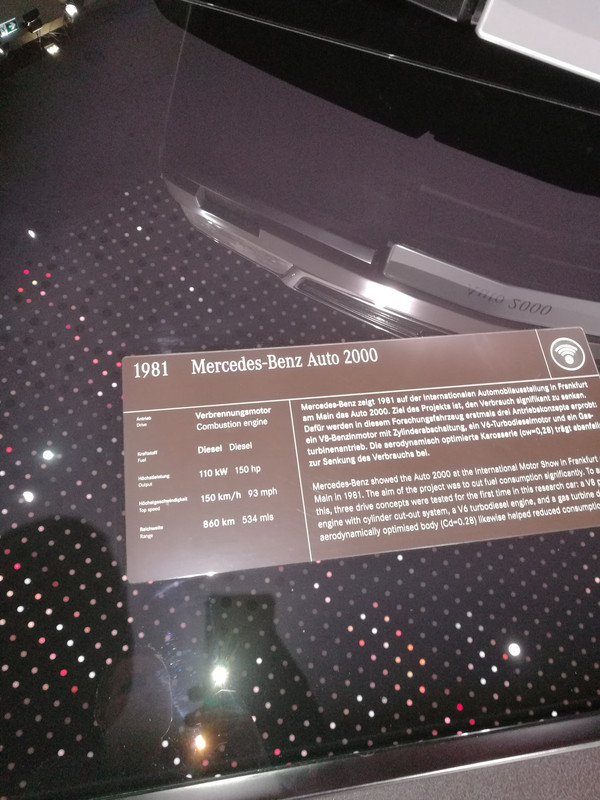 Auto 2000
1981 Mercedes-Benz Auto 2000
Antrieb
Drive
Verbrennungsmotor
Combustion engine
Kraftstoff
Fuel
Diesel Diesel
Höchstleistung
Output
110 kW 150 hp
Höchstgeschwindigkeit
Top speed
150 km/h 93 mph
Reichweite
Range
860 km 534 mls
Mercedes-Benz zeigt 1981 auf der Internationalen Automobilausstellung in Frankfurt
am Main das Auto 2000. Ziel des Projekts ist, den Verbrauch signifikant zu senken.
Dafür werden in diesem Forschungsfahrzeug erstmals drei Antriebskonzepte erprobt:
ein V8-Benzinmotor mit Zylinderabschaltung, ein V6-Turbodieselmotor und ein Gas-
turbinenantrieb. Die aerodynamisch optimierte Karosserie (cw=0,28) trägt ebenfalls
zur Senkung des Verbrauchs bei.
Mercedes-Benz showed the Auto 2000 at the International Motor Show in Frankfurt
Main in 1981. The aim of the project was to cut fuel consumption significantly. To
this, three drive concepts were tested for the first time in this research car: a V8
engine with cylinder cut-out system, a V6 turbodiesel engine, and a gas turbine
aerodynamically optimised body (Cd=0.28) likewise helped reduced